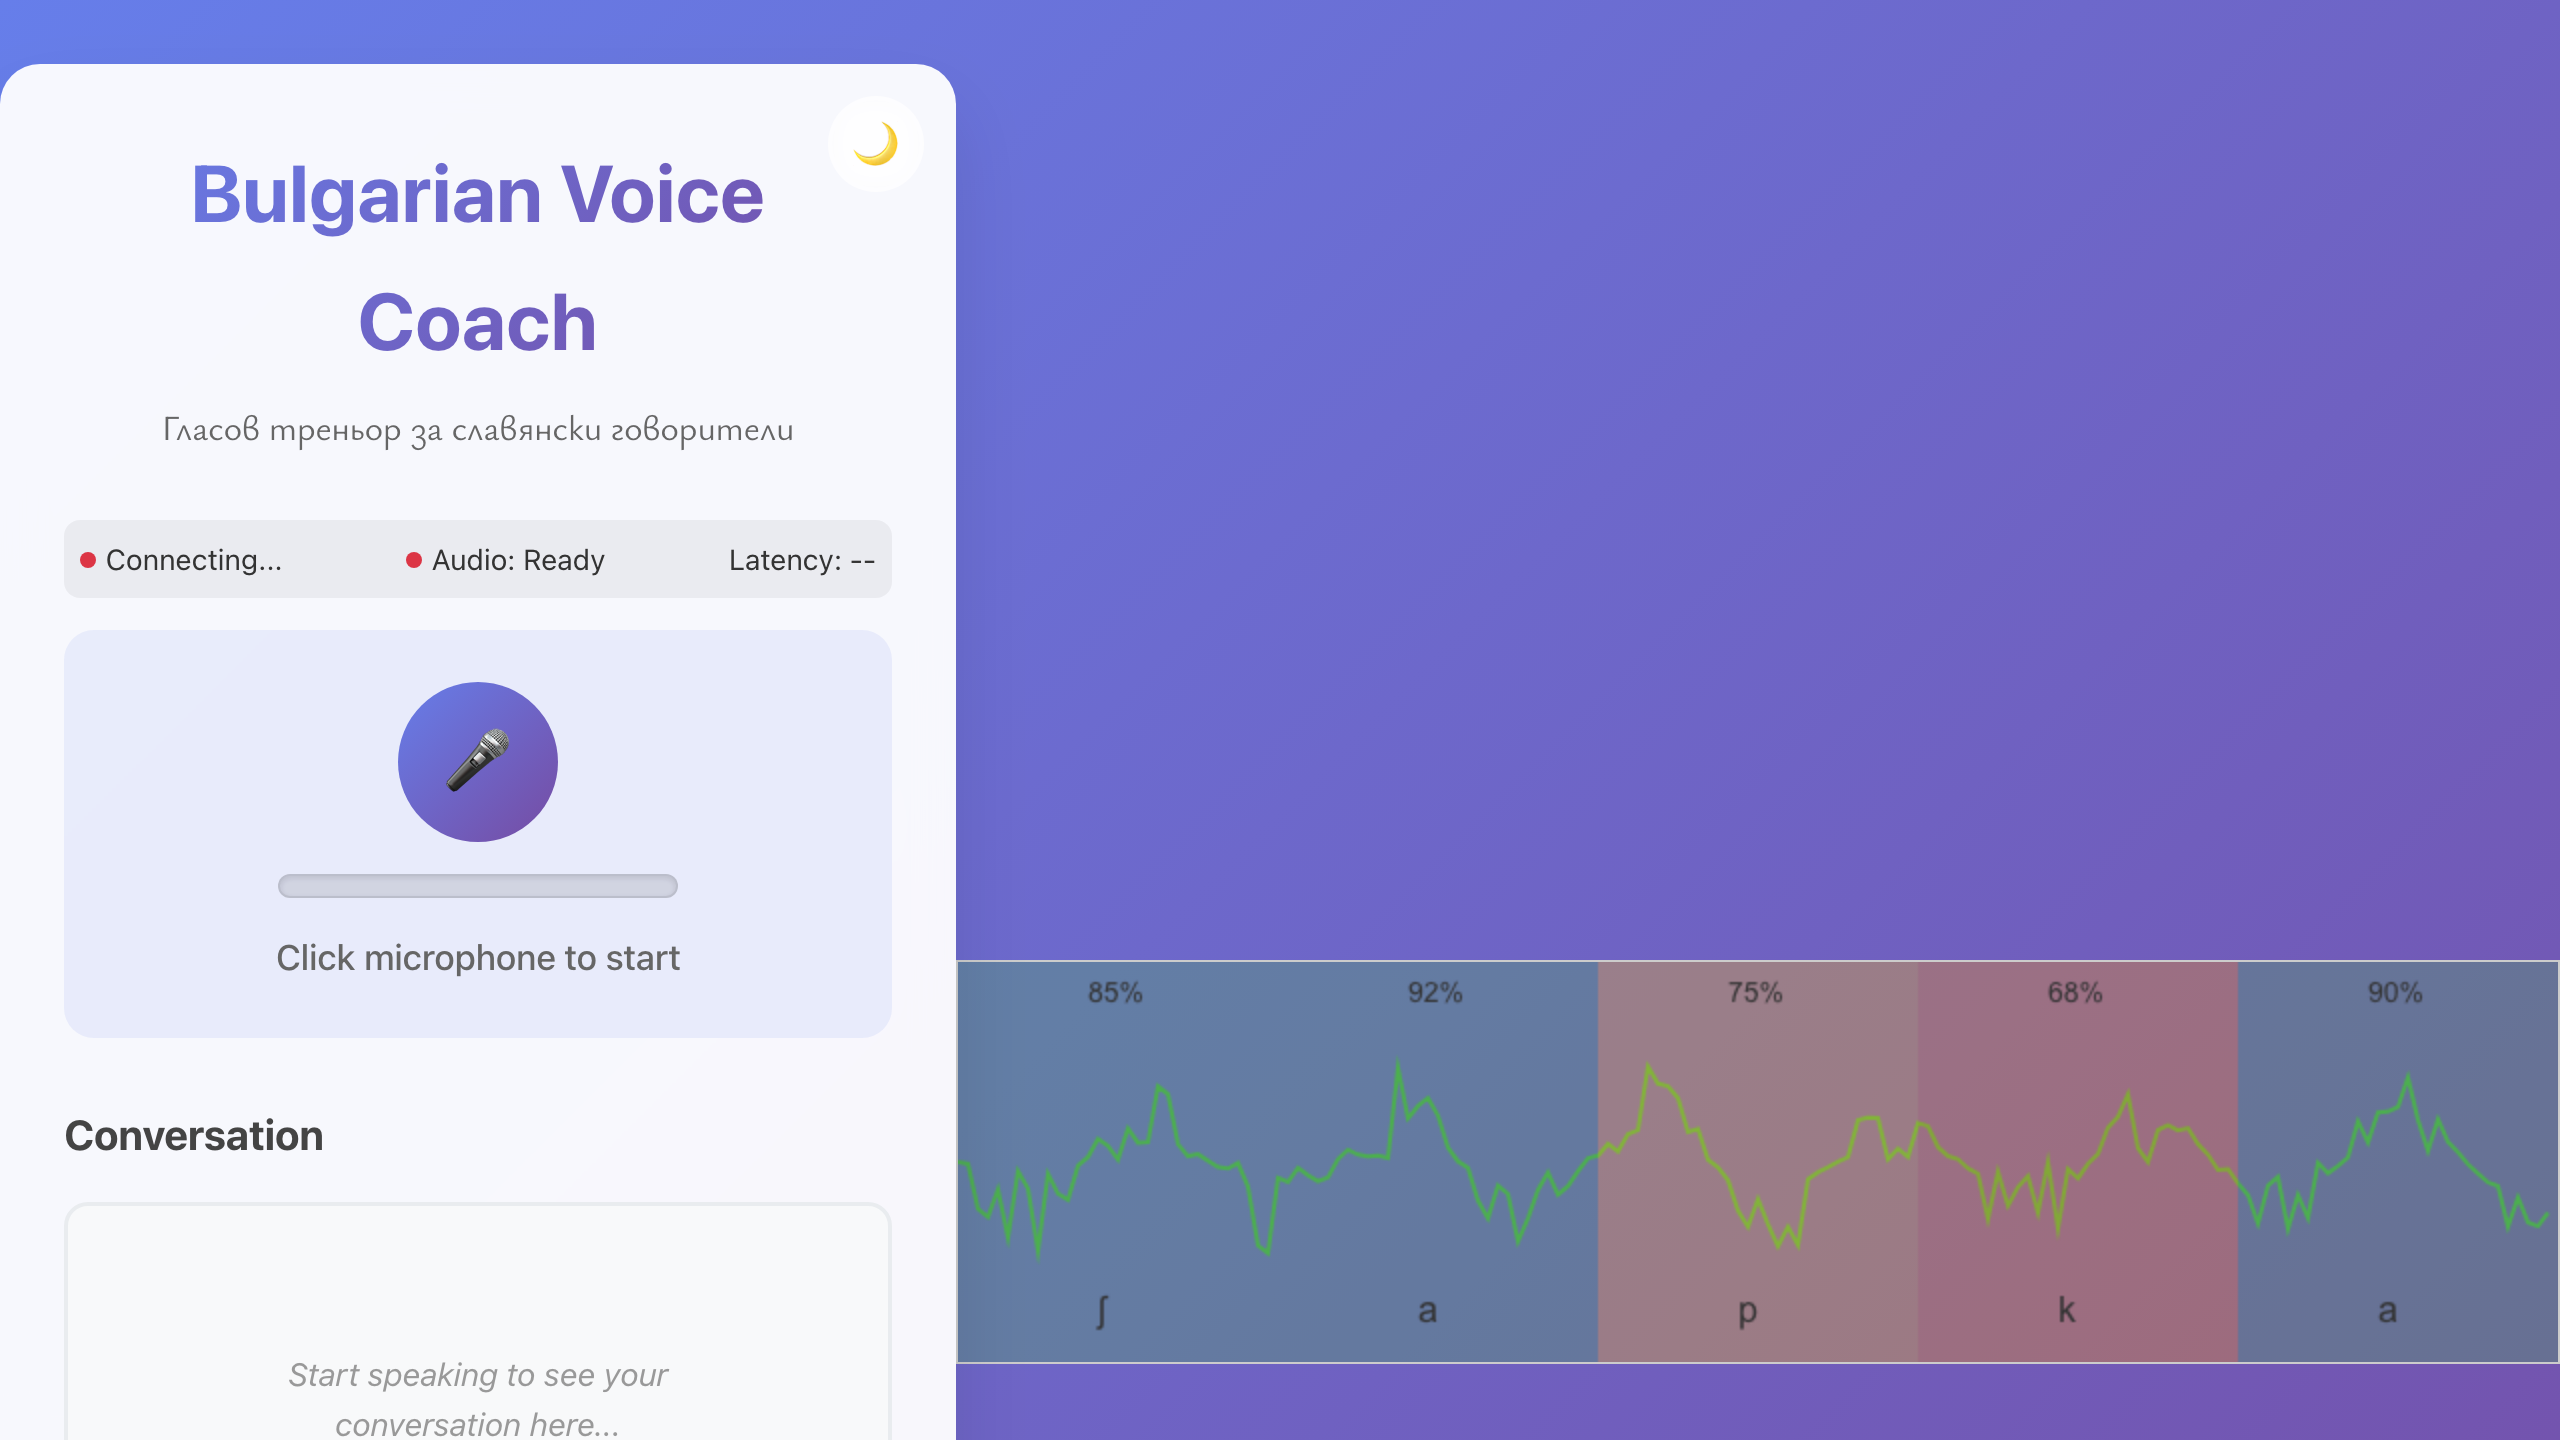 Bulgarian Voice
Coach
Гласов треньор за славянски говорители
Connecting...
Audio: Ready
Latency: --
Click microphone to start
Conversation
Start speaking to see your
conversation here...
85% 92% 75% 68% 90%
ʃ a p k a